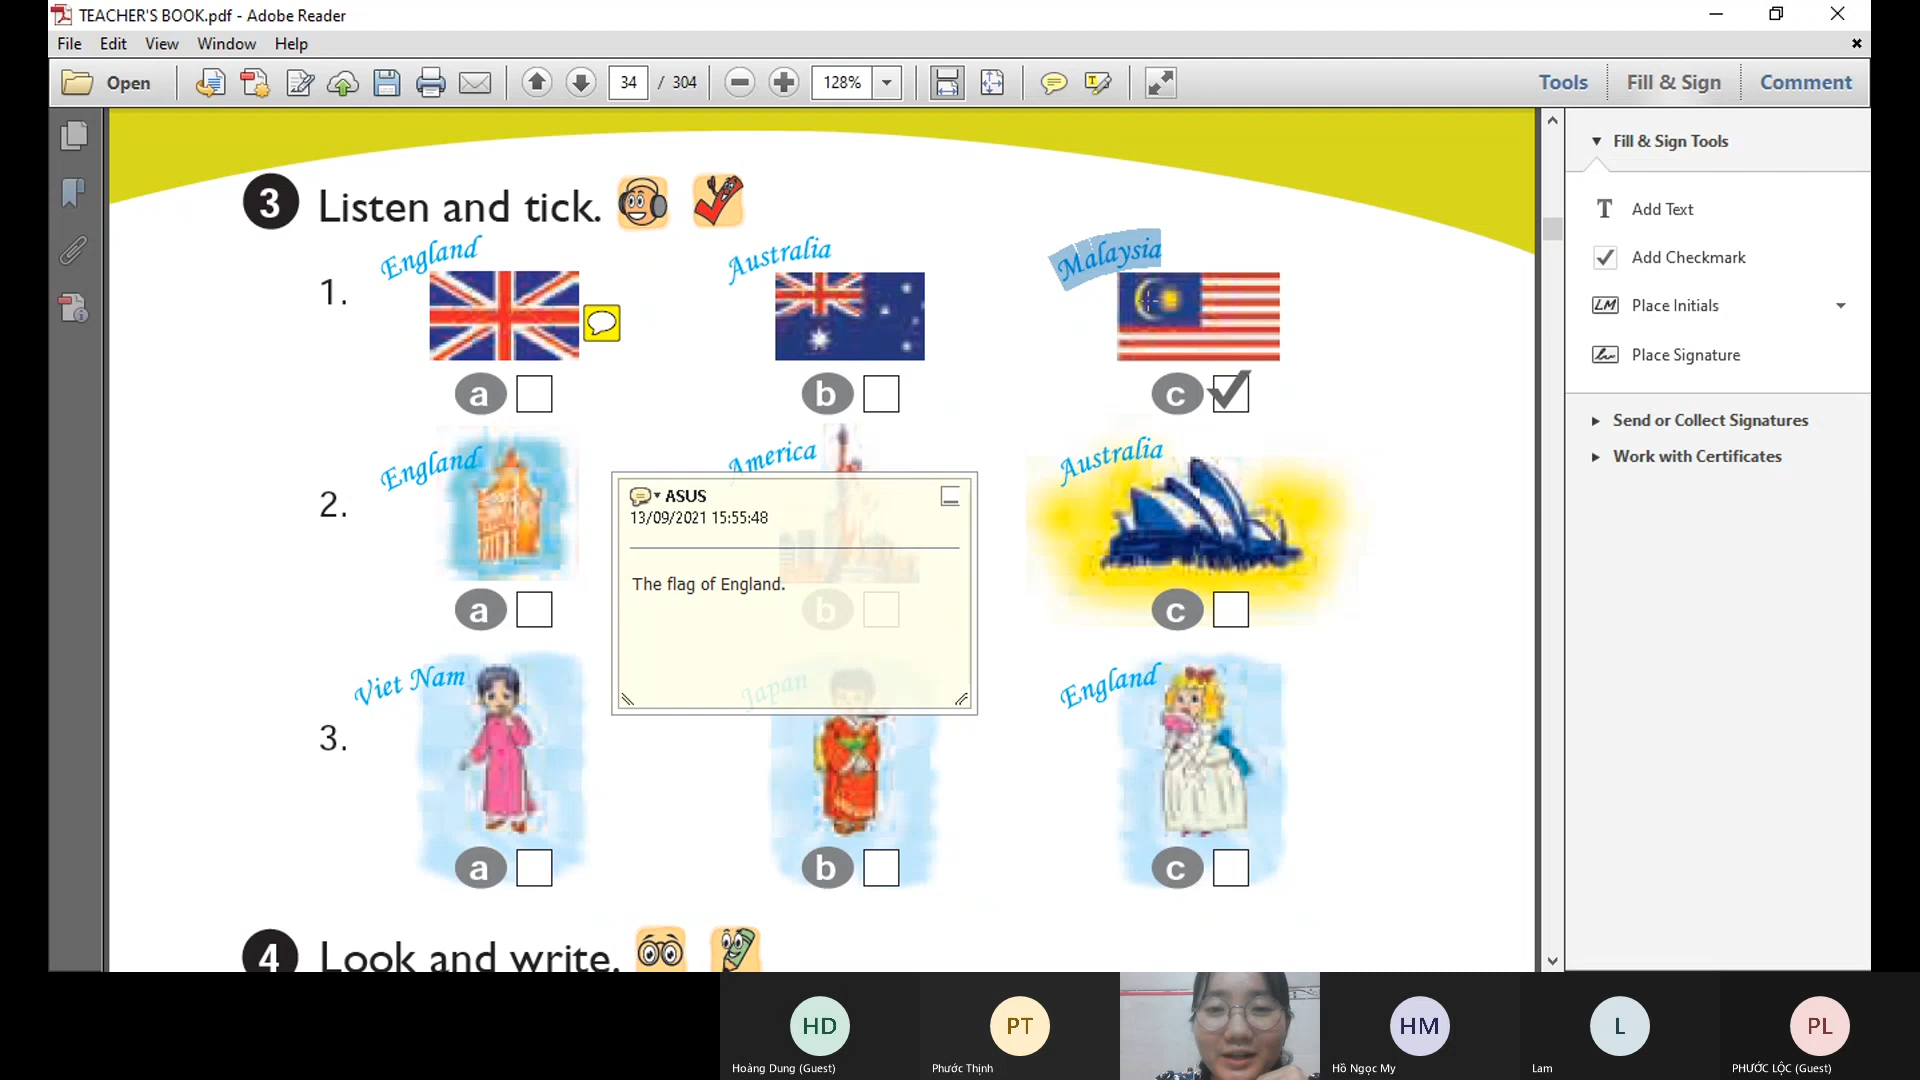 TEACHER'S BOOK.pdf - Adobe Reader
File Edit View Window Help
Open 34 / 304 128% Tools Fill & Sign Comment
Fill & Sign Tools
Add Text
Add Checkmark
Place Initials
Place Signature
Send or Collect Signatures
Work with Certificates
3 Listen and tick.
England Australia Malaysia
1.
a b c
England America Australia
2.
ASUS
13/09/2021 15:55:48
The flag of England.
a b c
Viet Nam Japan England
3.
a b c
4 Look and write.
HD PT HM L PL
Hoàng Dung (Guest) Phước Thịnh Hồ Ngọc My Lam PHƯỚC LỘC (Guest)